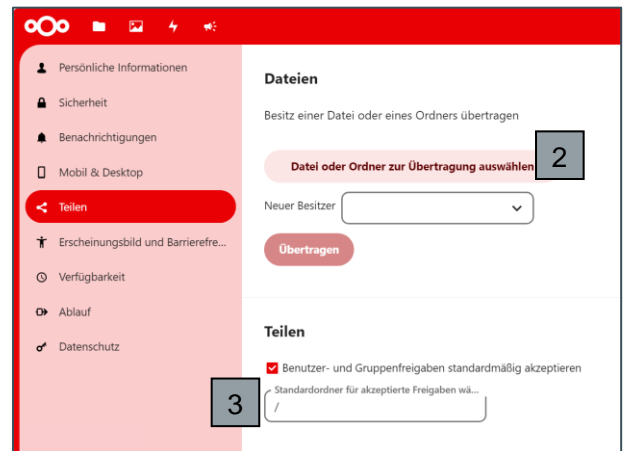 Persönliche Informationen
Sicherheit
Benachrichtigungen
Mobil & Desktop
Teilen
Erscheinungsbild und Barrierefre...
Verfügbarkeit
Ablauf
Datenschutz
Dateien
Besitz einer Datei oder eines Ordners übertragen
Datei oder Ordner zur Übertragung auswählen
2
Neuer Besitzer
Übertragen
Teilen
Benutzer- und Gruppenfreigaben standardmäßig akzeptieren
Standardordner für akzeptierte Freigaben wä...
3
/